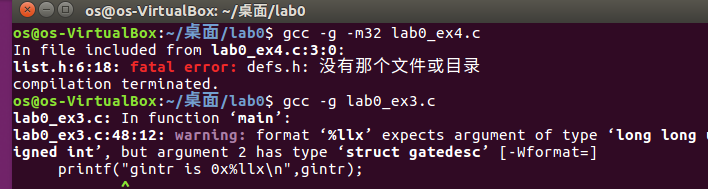 os@os-VirtualBox: ~/桌面/lab0
os@os-VirtualBox:~/桌面/lab0$ gcc -g -m32 lab0_ex4.c
In file included from lab0_ex4.c:3:0:
list.h:6:18: fatal error: defs.h: 没有那个文件或目录
compilation terminated.
os@os-VirtualBox:~/桌面/lab0$ gcc -g lab0_ex3.c
lab0_ex3.c: In function ‘main’:
lab0_ex3.c:48:12: warning: format ‘%llx’ expects argument of type ‘long long u
igned int’, but argument 2 has type ‘struct gatedesc’ [-Wformat=]
printf("gintr is 0x%llx\n",gintr);
^